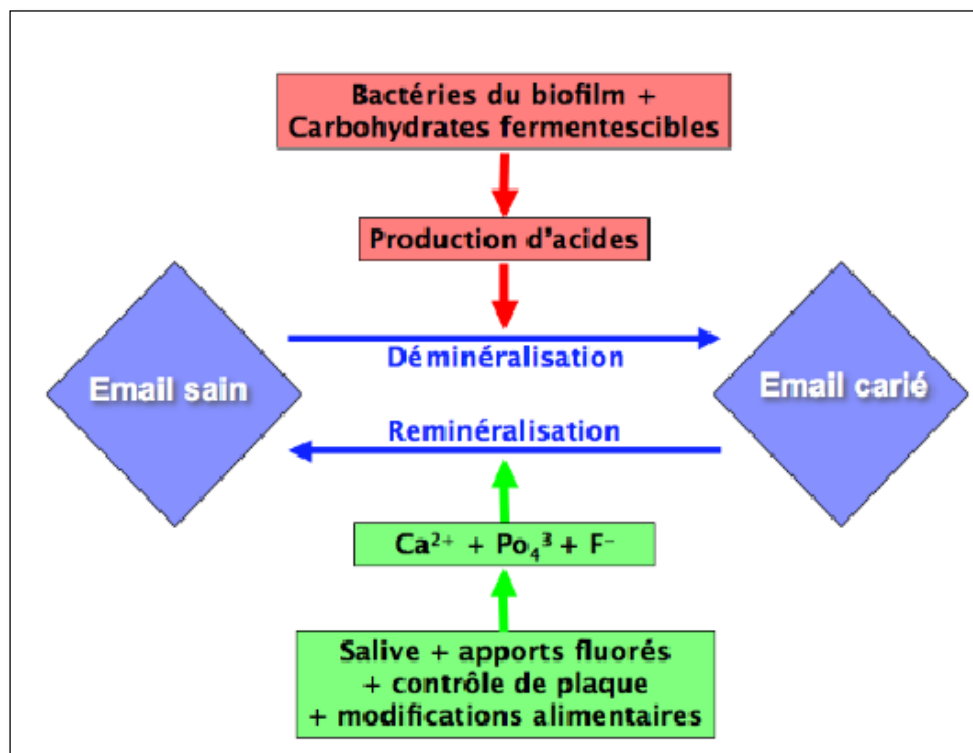 Bactéries du biofilm +
Carbohydrates fermentescibles
Production d'acides
Démineralisation
Email sain
Email carié
Reminéralisation
Ca²⁺ + Po₄³ + F⁻
Salive + apports fluorés
+ contrôle de plaque
+ modifications alimentaires